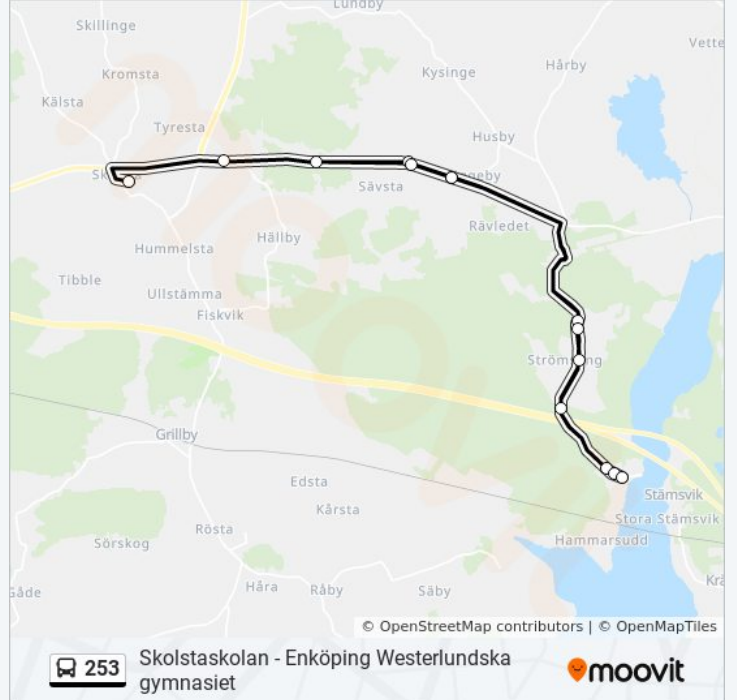 Lundby
Skillinge
Vette
Kromsta
Kysinge
Hårby
Kälsta
Tyresta
Husby
Sävsta
Rävledet
Hällby
Hummelsta
Tibble
Ullstämma
Fiskvik
Grillby
Edsta
Stämsvik
Kårsta
Stora Stämsvik
Rösta
Sörskog
Hammarsudd
Håra
Råby
Säby
© OpenStreetMap contributors | © OpenMapTiles
253
Skolstaskolan - Enköping Westerlundska
gymnasiet
moovit